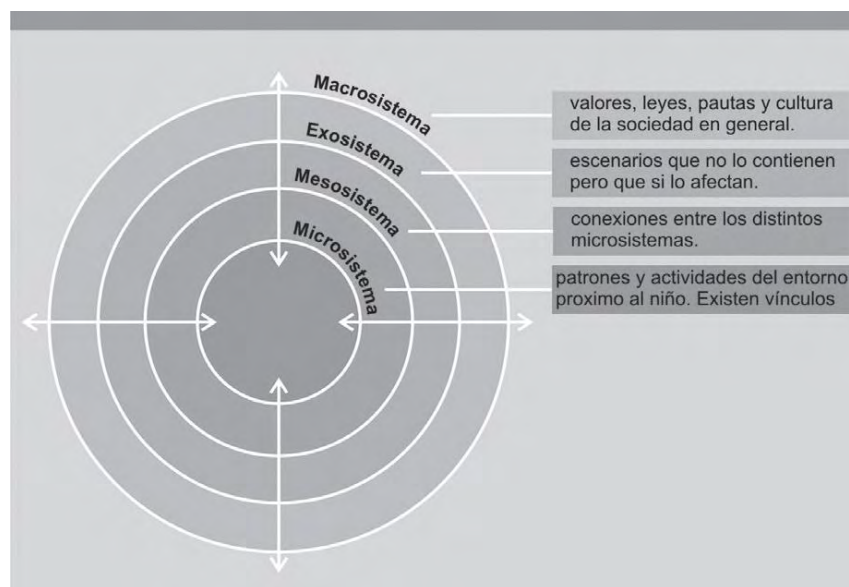 Macrosistema
valores, leyes, pautas y cultura
de la sociedad en general.
Exosistema
escenarios que no lo contienen
pero que si lo afectan.
Mesosistema
conexiones entre los distintos
microsistemas.
Microsistema
patrones y actividades del entorno
proximo al niño. Existen vínculos